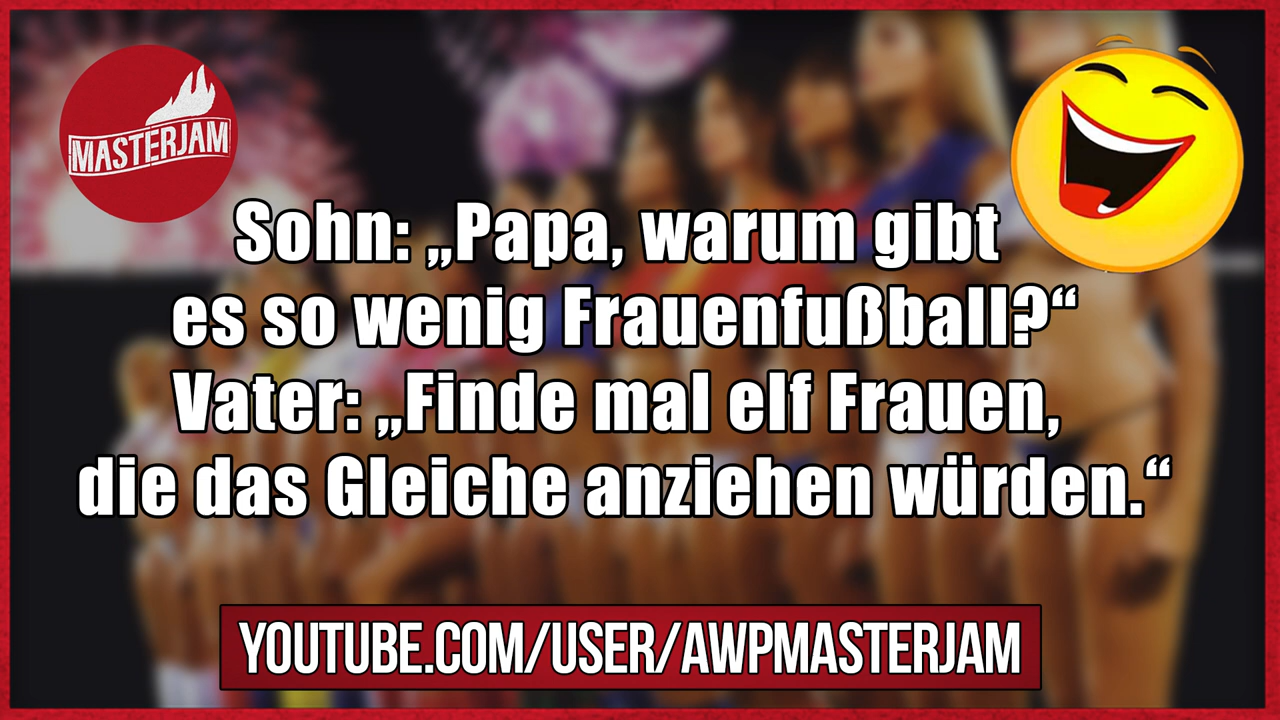 MASTERJAM
Sohn: „Papa, warum gibt
es so wenig Frauenfußball?“
Vater: „Finde mal elf Frauen,
die das Gleiche anziehen würden.“
YOUTUBE.COM/USER/AWPMASTERJAM